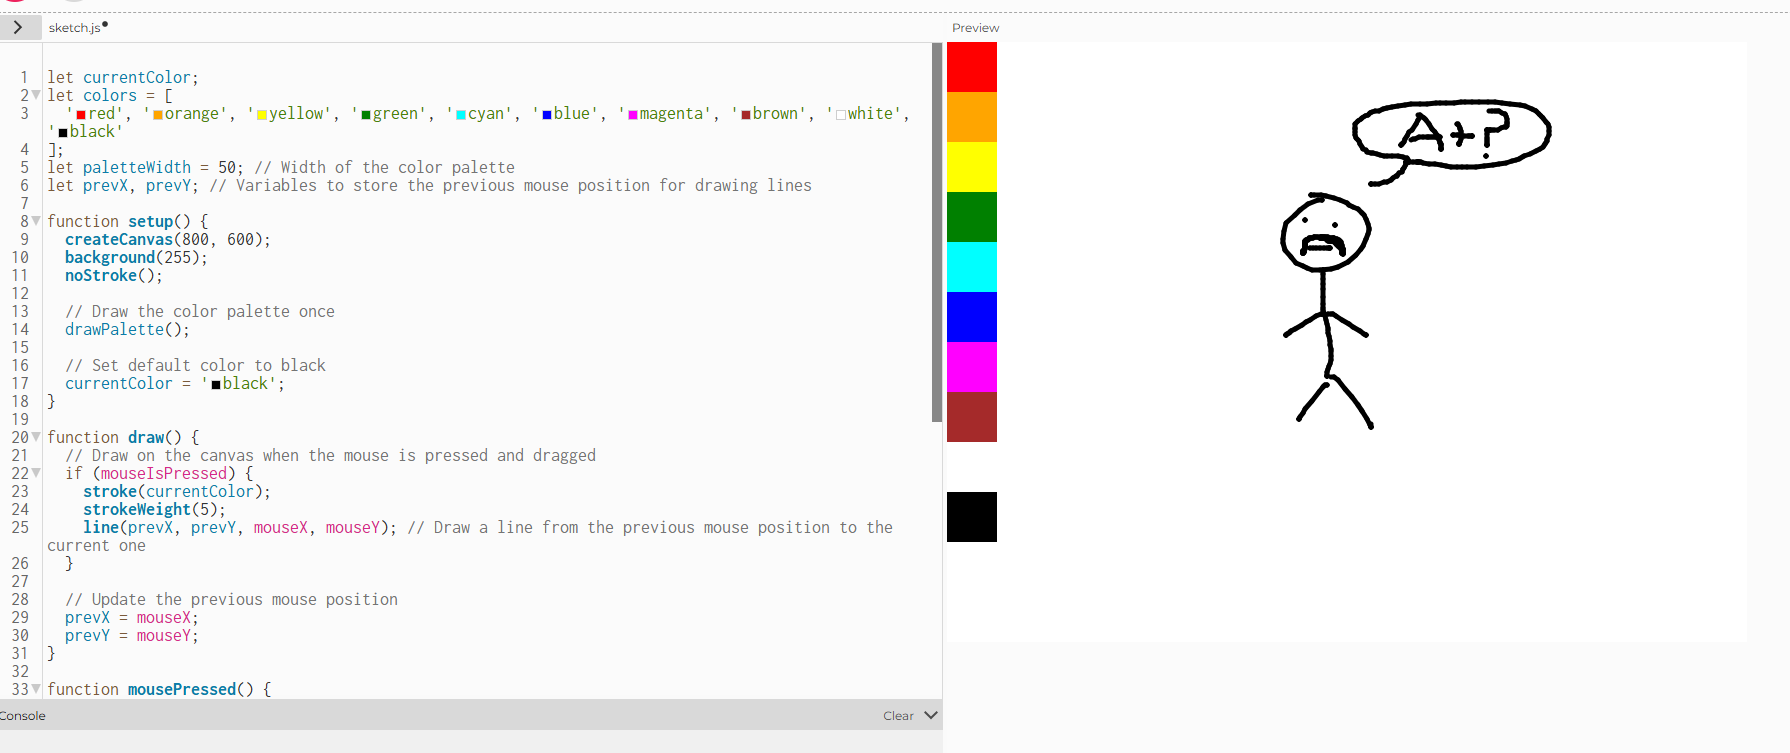 sketch.js
Preview
1 let currentColor;
2 let colors = [
3 'red', 'orange', 'yellow', 'green', 'cyan', 'blue', 'magenta', 'brown', 'white',
'black'
4 ];
5 let paletteWidth = 50; // Width of the color palette
6 let prevX, prevY; // Variables to store the previous mouse position for drawing lines
7
8 function setup() {
9 createCanvas(800, 600);
10 background(255);
11 noStroke();
12
13 // Draw the color palette once
14 drawPalette();
15
16 // Set default color to black
17 currentColor = 'black';
18 }
19
20 function draw() {
21 // Draw on the canvas when the mouse is pressed and dragged
22 if (mouseIsPressed) {
23 stroke(currentColor);
24 strokeWeight(5);
25 line(prevX, prevY, mouseX, mouseY); // Draw a line from the previous mouse position to the
current one
26 }
27
28 // Update the previous mouse position
29 prevX = mouseX;
30 prevY = mouseY;
31 }
32
33 function mousePressed() {
Console
Clear
A+?